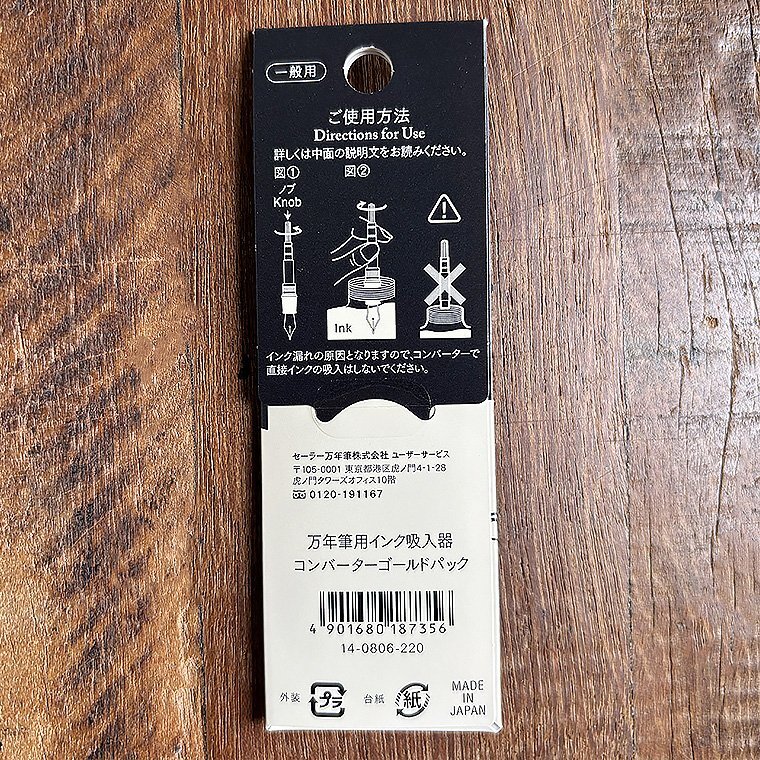 一般用
ご使用方法
Directions for Use
詳しくは中面の説明文をお読みください。
図① 図②
ノブ
Knob
Ink
インク漏れの原因となりますので、コンバーターで
直接インクの吸入はしないでください。
セーラー万年筆株式会社 ユーザーサービス
〒105-0001 東京都港区虎ノ門4-1-28
虎ノ門タワーズオフィス10階
0120-191167
万年筆用インク吸入器
コンバーターゴールドパック
4 901680 187356
14-0806-220
外装 プラ 台紙 紙
MADE
IN
JAPAN